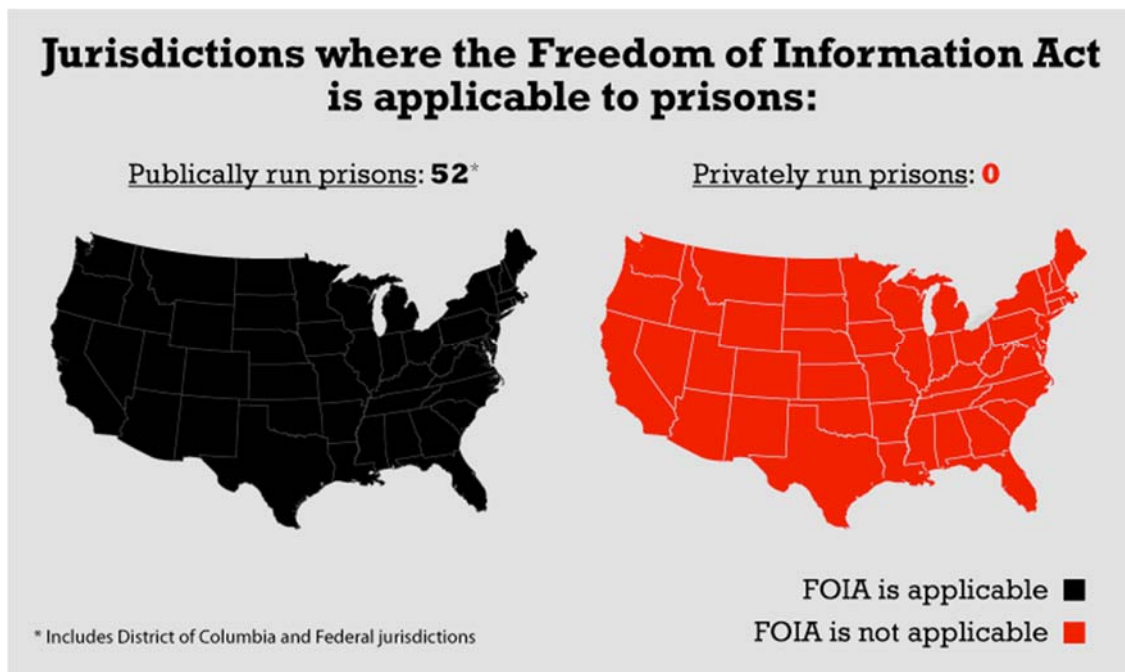 Jurisdictions where the Freedom of Information Act
is applicable to prisons:
Publically run prisons: 52*
Privately run prisons: 0
FOIA is applicable
FOIA is not applicable
* Includes District of Columbia and Federal jurisdictions